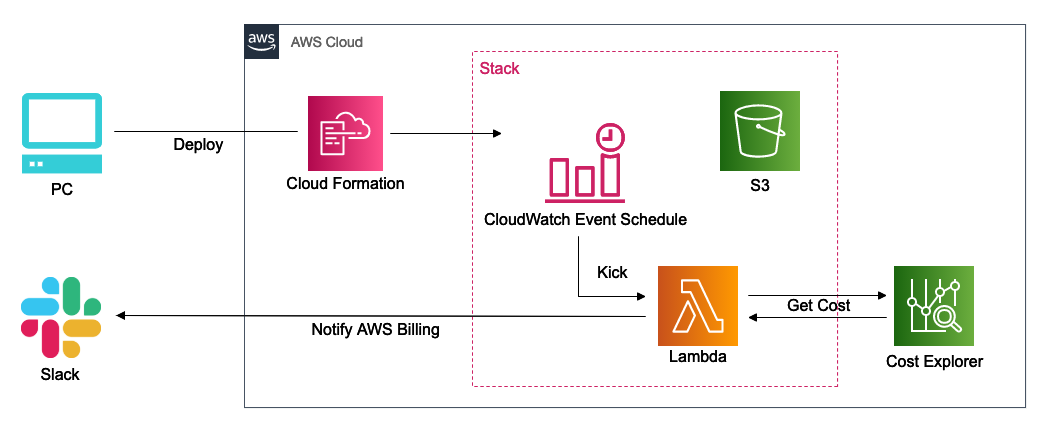 aws
AWS Cloud
Stack
Deploy
PC
Cloud Formation
S3
CloudWatch Event Schedule
Kick
Get Cost
Notify AWS Billing
Lambda
Cost Explorer
Slack